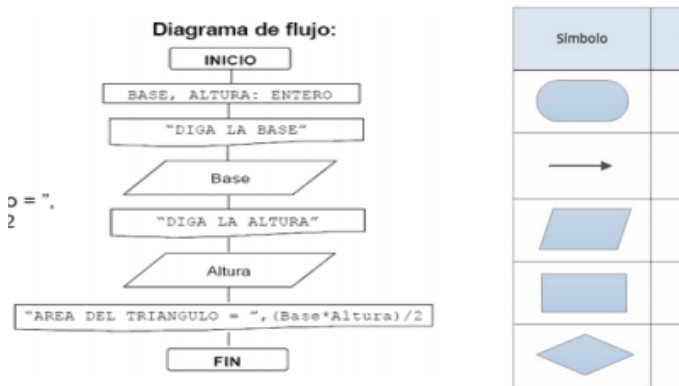 Diagrama de flujo:
INICIO
BASE, ALTURA: ENTERO
"DIGA LA BASE"
Base
o = ",
2
"DIGA LA ALTURA"
Altura
"AREA DEL TRIANGULO = ",(Base*Altura)/2
FIN
Símbolo